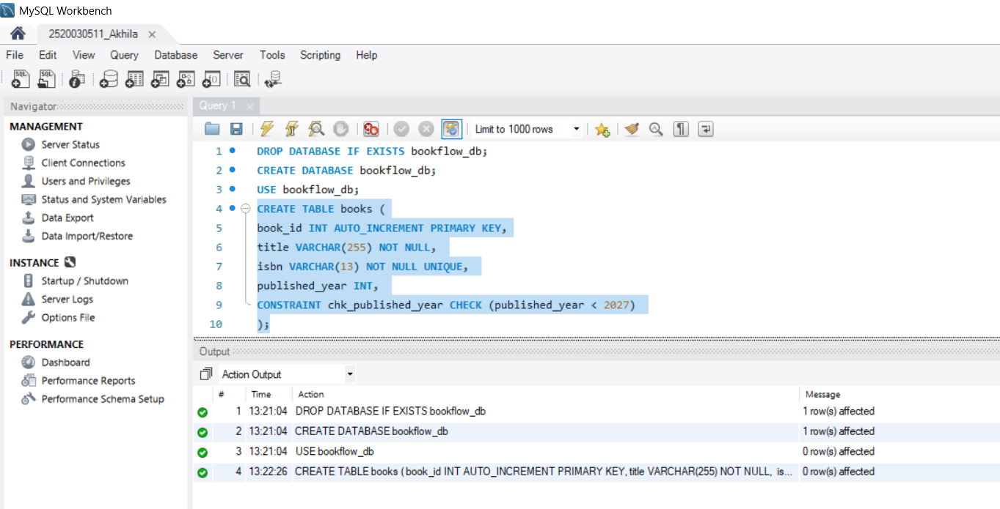 MySQL Workbench
2520030511_Akhila
File Edit View Query Database Server Tools Scripting Help
Navigator
MANAGEMENT
Server Status
Client Connections
Users and Privileges
Status and System Variables
Data Export
Data Import/Restore
INSTANCE
Startup / Shutdown
Server Logs
Options File
PERFORMANCE
Dashboard
Performance Reports
Performance Schema Setup
Query 1
Limit to 1000 rows
1 DROP DATABASE IF EXISTS bookflow_db;
2 CREATE DATABASE bookflow_db;
3 USE bookflow_db;
4 CREATE TABLE books (
5 book_id INT AUTO_INCREMENT PRIMARY KEY,
6 title VARCHAR(255) NOT NULL,
7 isbn VARCHAR(13) NOT NULL UNIQUE,
8 published_year INT,
9 CONSTRAINT chk_published_year CHECK (published_year < 2027)
10 );
Output
Action Output
# Time Action Message
1 13:21:04 DROP DATABASE IF EXISTS bookflow_db 1 row(s) affected
2 13:21:04 CREATE DATABASE bookflow_db 1 row(s) affected
3 13:21:04 USE bookflow_db 0 row(s) affected
4 13:22:26 CREATE TABLE books ( book_id INT AUTO_INCREMENT PRIMARY KEY, title VARCHAR(255) NOT NULL, is... 0 row(s) affected